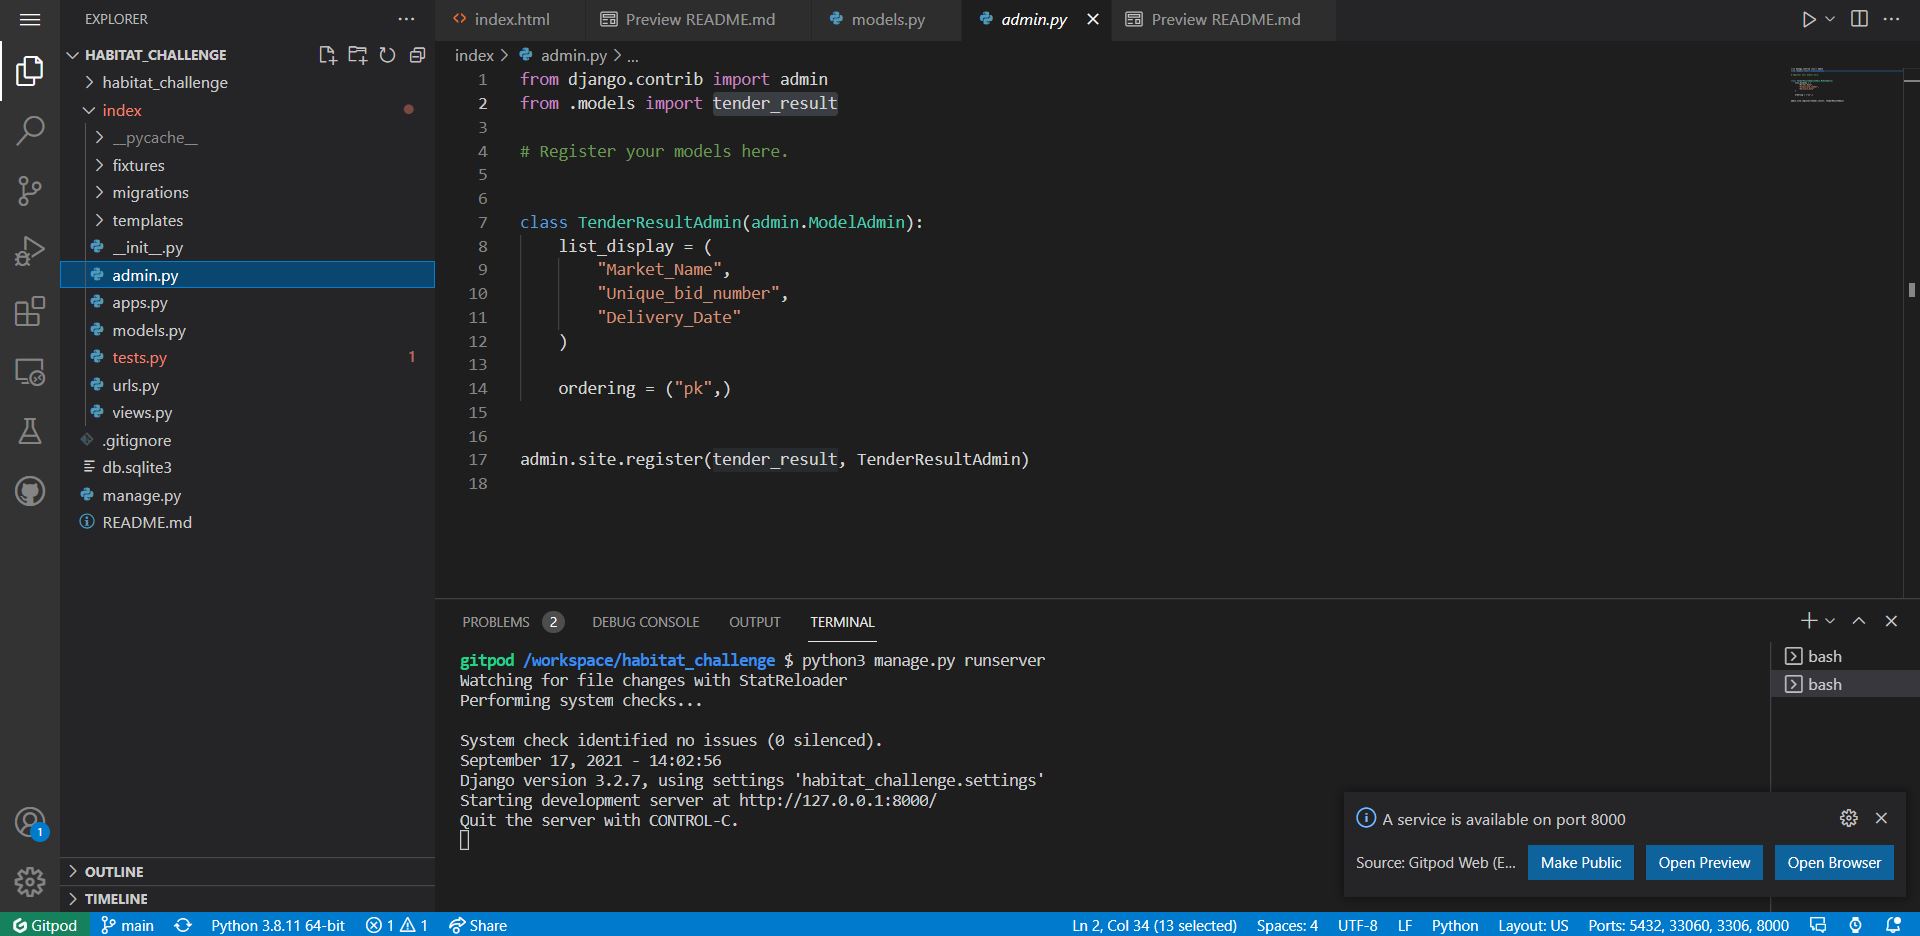 EXPLORER
HABITAT_CHALLENGE
habitat_challenge
index
__pycache__
fixtures
migrations
templates
__init__.py
admin.py
apps.py
models.py
tests.py 1
urls.py
views.py
.gitignore
db.sqlite3
manage.py
README.md
OUTLINE
TIMELINE
1
index.html
Preview README.md
models.py
admin.py
Preview README.md
index > admin.py > ...
1 from django.contrib import admin
2 from .models import tender_result
3
4 # Register your models here.
5
6
7 class TenderResultAdmin(admin.ModelAdmin):
8 list_display = (
9 "Market_Name",
10 "Unique_bid_number",
11 "Delivery_Date"
12 )
13
14 ordering = ("pk",)
15
16
17 admin.site.register(tender_result, TenderResultAdmin)
18
PROBLEMS 2 DEBUG CONSOLE OUTPUT TERMINAL
gitpod /workspace/habitat_challenge $ python3 manage.py runserver
Watching for file changes with StatReloader
Performing system checks...
System check identified no issues (0 silenced).
September 17, 2021 - 14:02:56
Django version 3.2.7, using settings 'habitat_challenge.settings'
Starting development server at http://127.0.0.1:8000/
Quit the server with CONTROL-C.
bash
bash
A service is available on port 8000
Source: Gitpod Web (E... Make Public Open Preview Open Browser
Gitpod main Python 3.8.11 64-bit 1 1 Share Ln 2, Col 34 (13 selected) Spaces: 4 UTF-8 LF Python Layout: US Ports: 5432, 33060, 3306, 8000